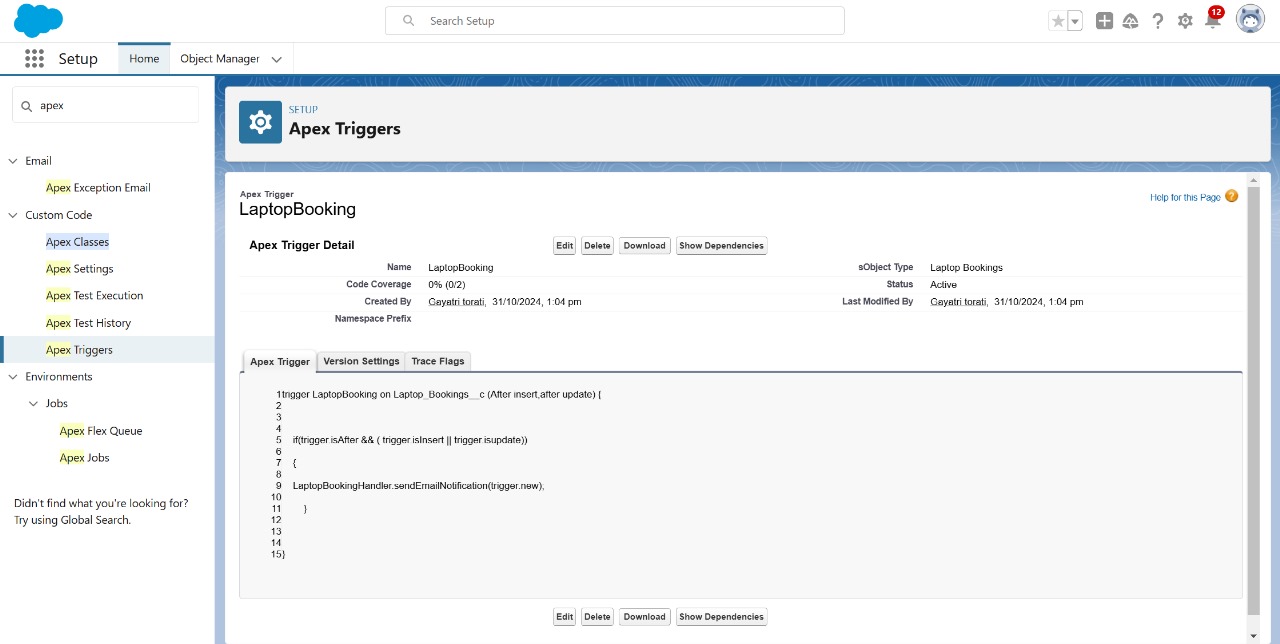 Search Setup
12
Setup
Home
Object Manager
apex
Email
Apex Exception Email
Custom Code
Apex Classes
Apex Settings
Apex Test Execution
Apex Test History
Apex Triggers
Environments
Jobs
Apex Flex Queue
Apex Jobs
Didn't find what you're looking for?
Try using Global Search.
SETUP
Apex Triggers
Apex Trigger
LaptopBooking
Help for this Page
Apex Trigger Detail
Edit Delete Download Show Dependencies
Name LaptopBooking sObject Type Laptop Bookings
Code Coverage 0% (0/2) Status Active
Created By Gayatri torati, 31/10/2024, 1:04 pm Last Modified By Gayatri torati, 31/10/2024, 1:04 pm
Namespace Prefix
Apex Trigger Version Settings Trace Flags
1trigger LaptopBooking on Laptop_Bookings__c (After insert,after update) {
2
3
4
5 if(trigger.isAfter && ( trigger.isInsert || trigger.isupdate))
6
7 {
8
9 LaptopBookingHandler.sendEmailNotification(trigger.new);
10
11 }
12
13
14
15}
Edit Delete Download Show Dependencies